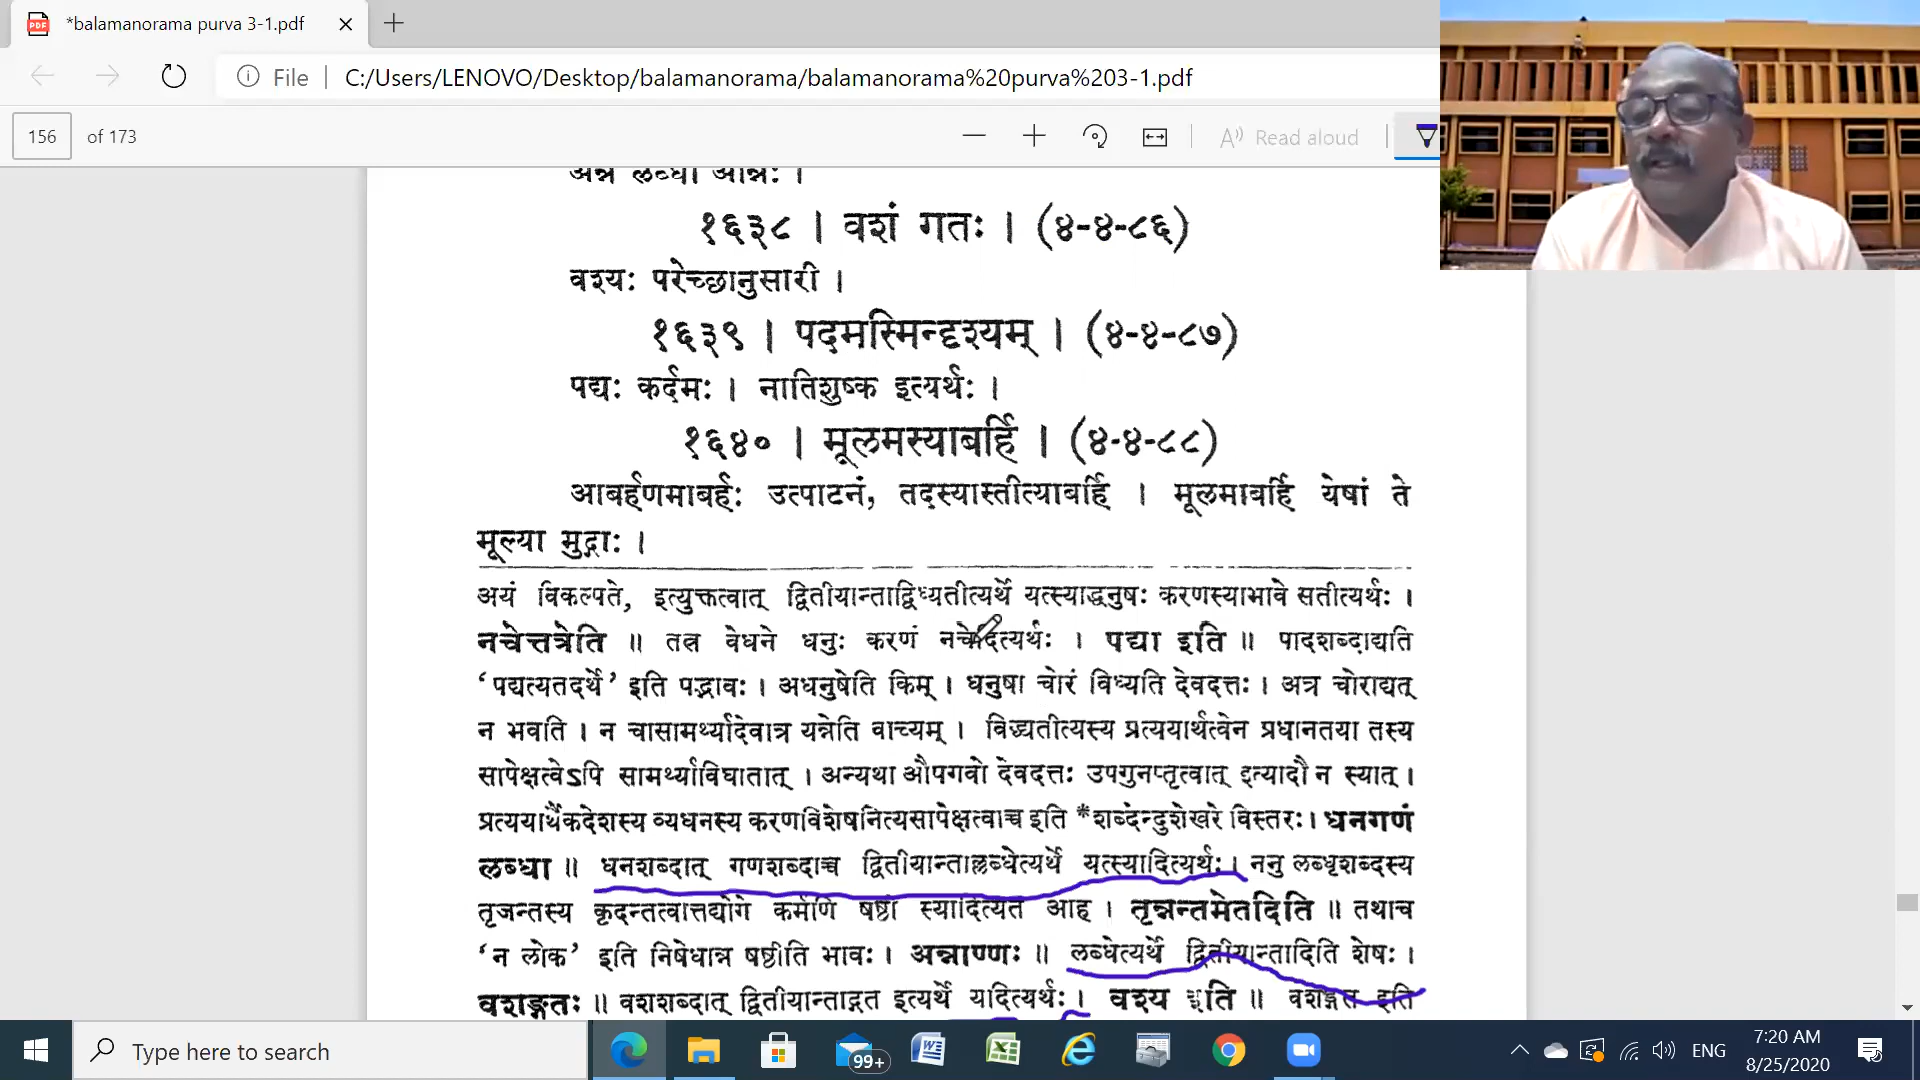 *balamanorama purva 3-1.pdf
File | C:/Users/LENOVO/Desktop/balamanorama/balamanorama%20purva%203-1.pdf
156 of 173
Read aloud
अन्नं लब्धा आन्नः ।
१६३८ । वशं गतः । (४-४-८६)
वश्यः परेच्छानुसारी ।
१६३९ । पदमस्मिन्दृश्यम् । (४-४-८७)
पद्यः कर्दमः । नातिशुष्क इत्यर्थः ।
१६४० । मूलमस्याबर्हि । (४-४-८८)
आबर्हणमाबर्हः उत्पाटनं, तदस्यास्तीत्याबर्हि । मूलमाबर्हि येषां ते
मूल्या मुद्गाः ।
अयं विकल्पते, इत्युक्तत्वात् द्वितीयान्ताद्विध्यतीत्यर्थे यत्स्याद्धनुषः करणस्याभावे सतीत्यर्थः ।
नचेत्तत्रेति ॥ तत्र वेधने धनुः करणं नचेदित्यर्थः । पद्या इति ॥ पादशब्दाद्यति
‘पद्यत्यतदर्थे’ इति पद्भावः । अधनुषेति किम् । धनुषा चोरं विध्यति देवदत्तः । अत्र चोराद्यत्
न भवति । न चासामर्थ्यादेवात्र यन्नेति वाच्यम् । विद्ध्यतीत्यस्य प्रत्ययार्थत्वेन प्रधानतया तस्य
सापेक्षत्वेऽपि सामर्थ्याविघातात् । अन्यथा औपगवो देवदत्तः उपगुनप्तृत्वात् इत्यादौ न स्यात् ।
प्रत्ययार्थैकदेशस्य व्यधनस्य करणविशेषनित्यसापेक्षत्वाच्च इति *शब्देन्दुशेखरे विस्तरः । धनगणं
लब्धा ॥ धनशब्दात् गणशब्दाच्च द्वितीयान्ताल्लब्धेत्यर्थे यत्स्यादित्यर्थः । ननु लब्धृशब्दस्य
तृजन्तस्य कृदन्तत्वात्तद्योगे कर्मणि षष्ठी स्यादित्यत आह । तृन्नन्तमेतदिति ॥ तथाच
‘न लोक’ इति निषेधान्न षष्ठीति भावः । अन्नाण्णः ॥ लब्धेत्यर्थे द्वितीयान्तादिति शेषः ।
वशङ्गतः ॥ वशशब्दात् द्वितीयान्ताद्गत इत्यर्थे यदित्यर्थः । वश्य इति ॥ वशङ्गत इति
Type here to search
99+
ENG
7:20 AM
8/25/2020